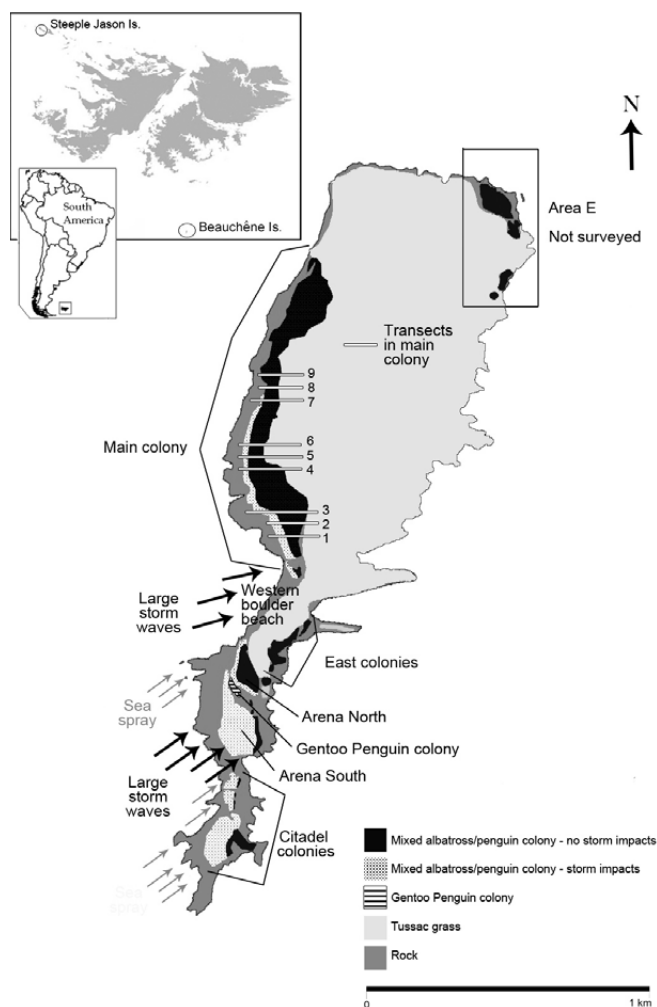 Steeple Jason Is.
South
America
Beauchêne Is.
N
Area E
Not surveyed
Transects
in main
colony
9
8
7
Main colony
6
5
4
3
2
1
Western
boulder
beach
Large
storm
waves
East colonies
Sea
spray
Arena North
Gentoo Penguin colony
Arena South
Large
storm
waves
Citadel
colonies
Sea
spray
Mixed albatross/penguin colony - no storm impacts
Mixed albatross/penguin colony - storm impacts
Gentoo Penguin colony
Tussac grass
Rock
0
1 km